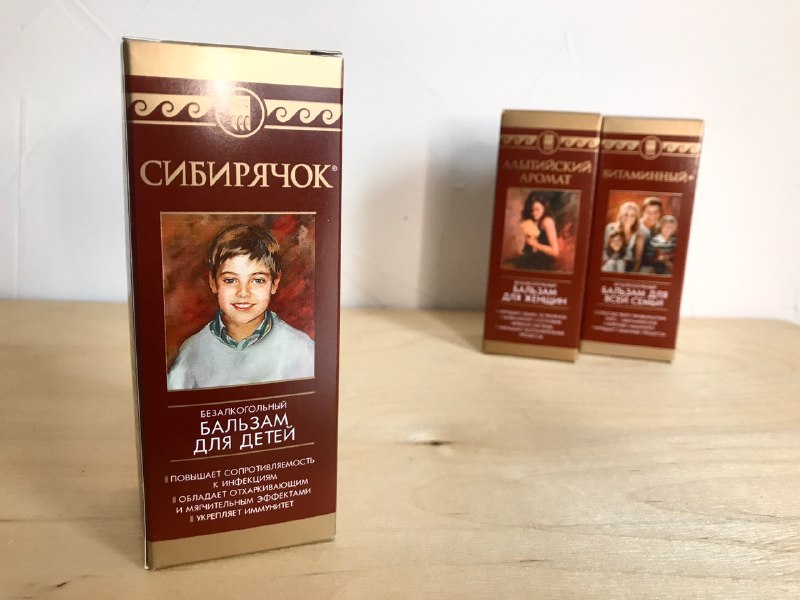 СИБИРЯЧОК®
БЕЗАЛКОГОЛЬНЫЙ
БАЛЬЗАМ
ДЛЯ ДЕТЕЙ
ПОВЫШАЕТ СОПРОТИВЛЯЕМОСТЬ
К ИНФЕКЦИЯМ
ОБЛАДАЕТ ОТХАРКИВАЮЩИМ
И МЯГЧИТЕЛЬНЫМ ЭФФЕКТАМИ
УКРЕПЛЯЕТ ИММУНИТЕТ
АЛЬПИЙСКИЙ
АРОМАТ
БАЛЬЗАМ
ДЛЯ ЖЕНЩИН
ВИТАМИННЫЙ+
БАЛЬЗАМ ДЛЯ
ВСЕЙ СЕМЬИ